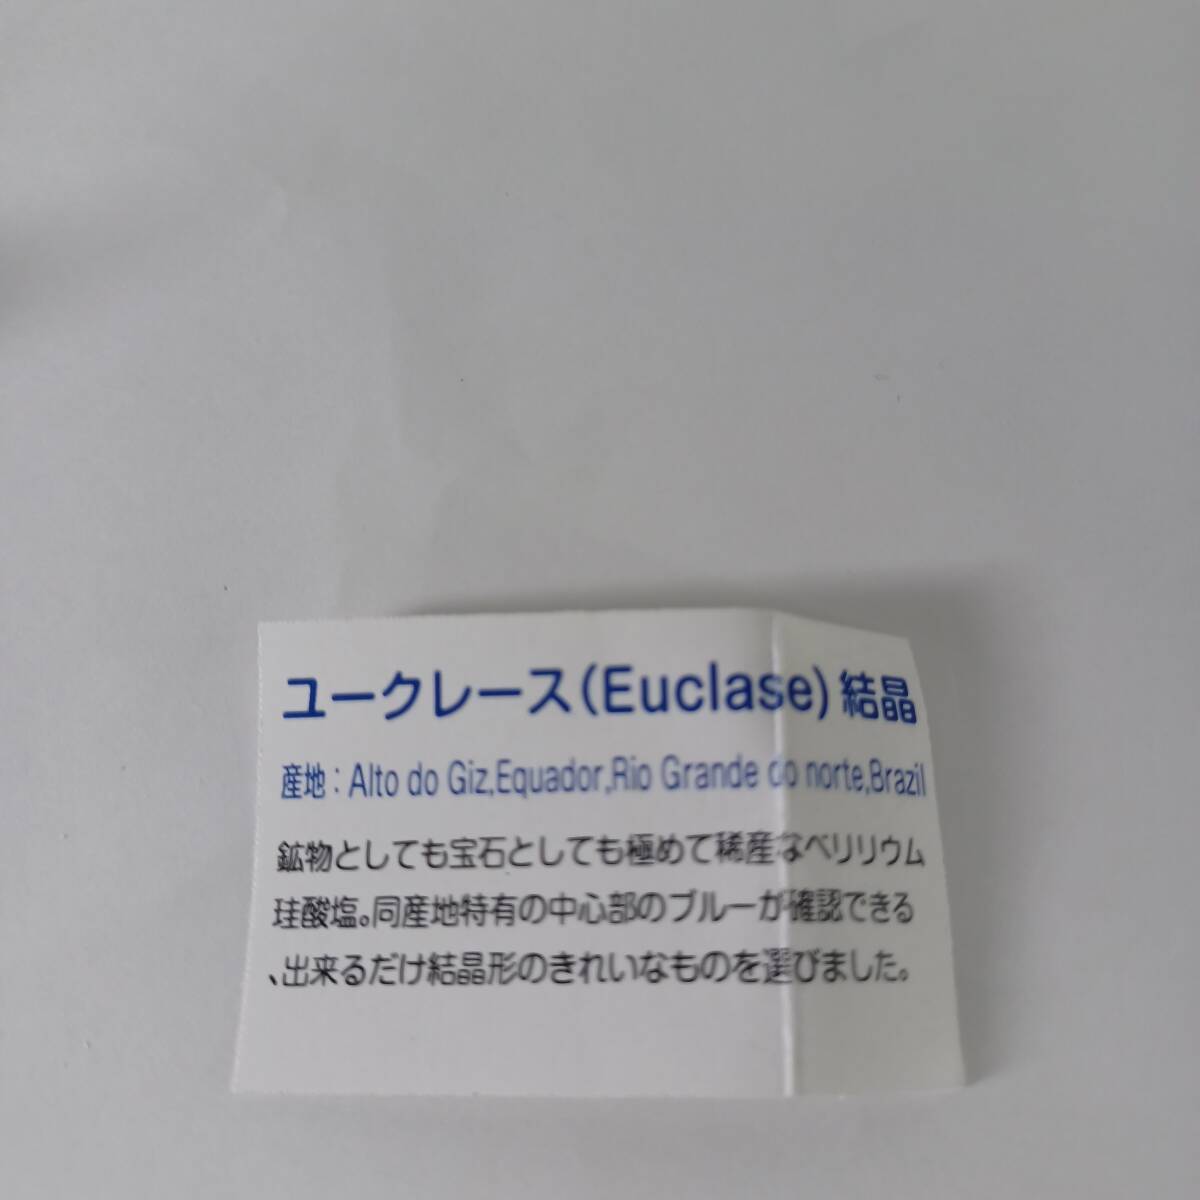 ユークレース(Euclase)結晶
産地:Alto do Giz,Equador,Rio Grande do norte,Brazil
鉱物としても宝石としても極めて稀産なベリリウム
珪酸塩。同産地特有の中心部のブルーが確認できる
、出来るだけ結晶形のきれいなものを選びました。